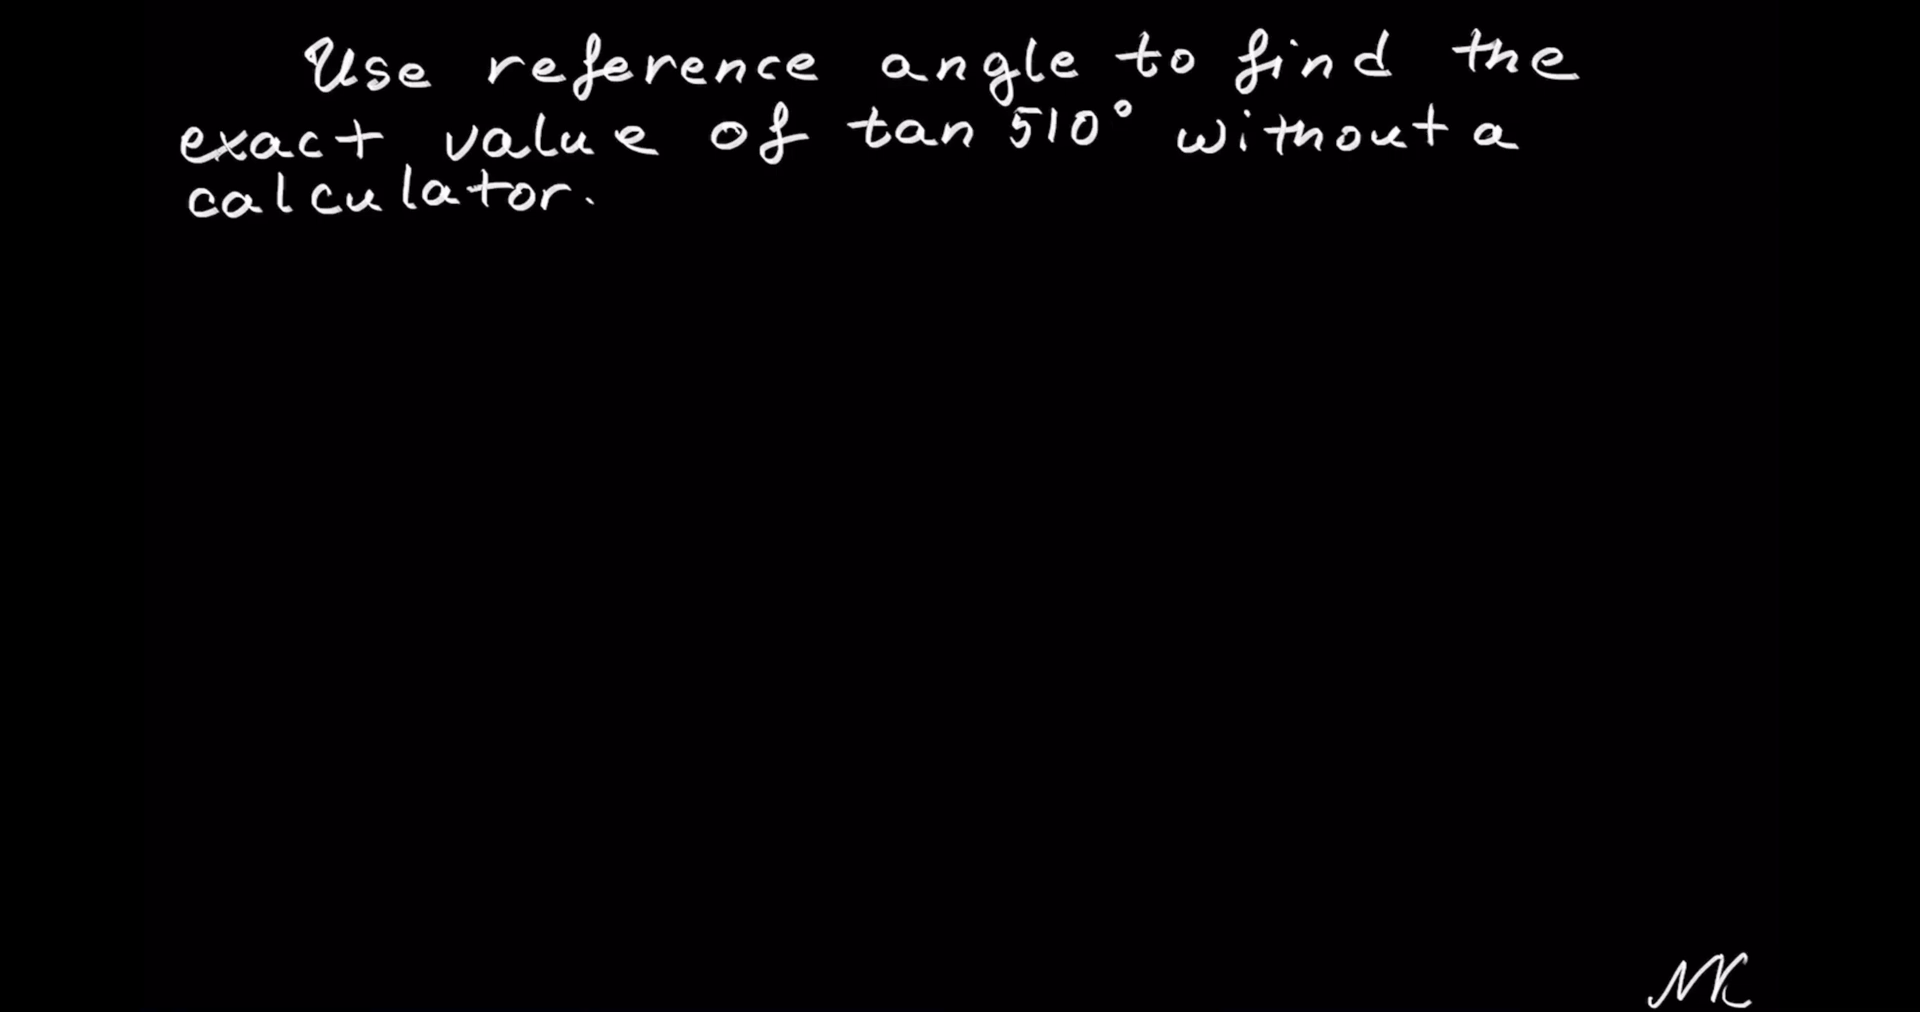 Use reference angle to find the
exact value of tan 510° without a
calculator.
NK